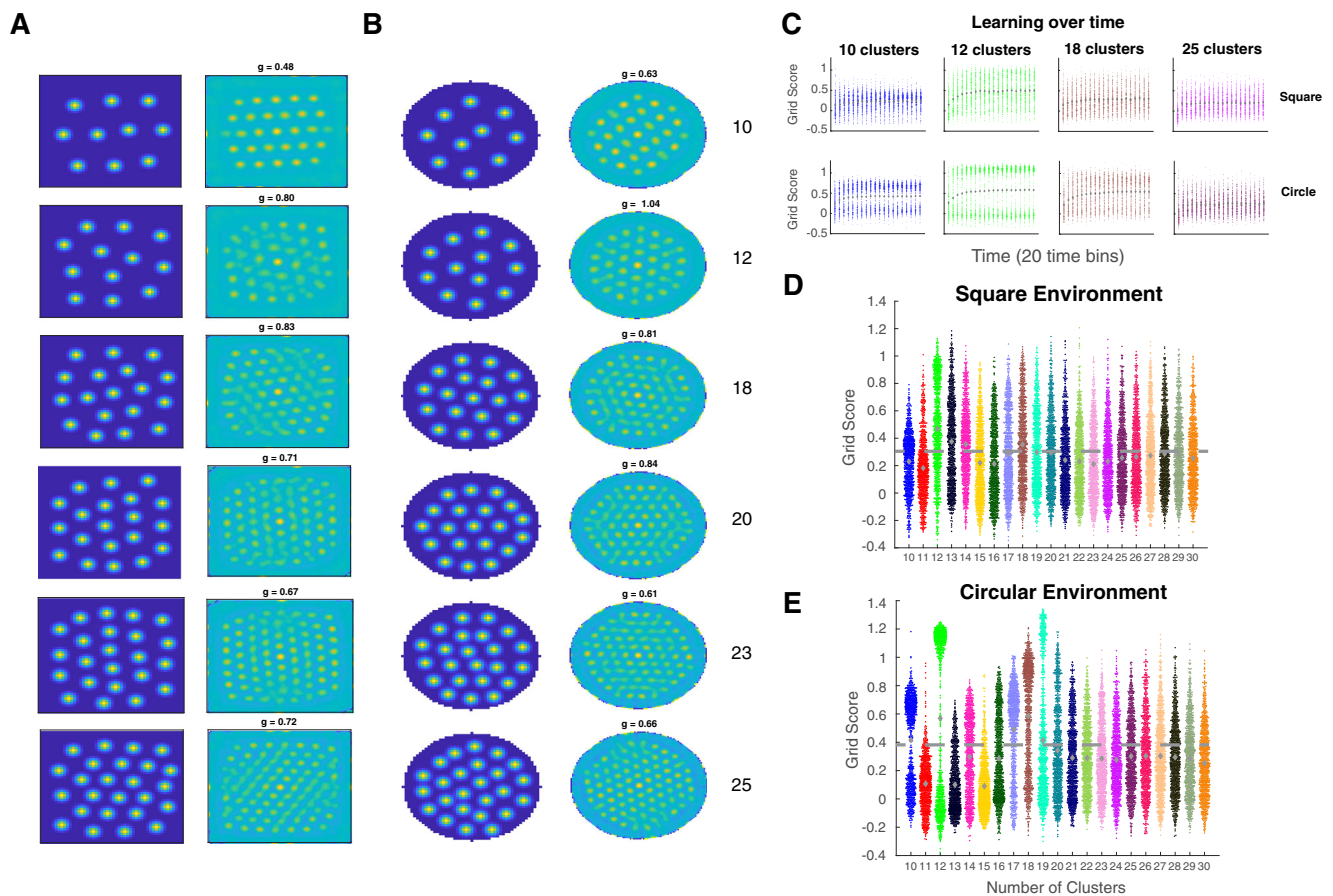 A
B
g = 0.48
g = 0.80
g = 0.83
g = 0.71
g = 0.67
g = 0.72
g = 0.63
g = 1.04
g = 0.81
g = 0.84
g = 0.61
g = 0.66
10
12
18
20
23
25
C
Learning over time
10 clusters 12 clusters 18 clusters 25 clusters
Grid Score
1
0.5
0
-0.5
Square
Grid Score
1
0.5
0
-0.5
Circle
Time (20 time bins)
D
Square Environment
Grid Score
1.4
1.2
1
0.8
0.6
0.4
0.2
0
-0.2
-0.4
10 11 12 13 14 15 16 17 18 19 20 21 22 23 24 25 26 27 28 29 30
E
Circular Environment
Grid Score
1.4
1.2
1
0.8
0.6
0.4
0.2
0
-0.2
-0.4
10 11 12 13 14 15 16 17 18 19 20 21 22 23 24 25 26 27 28 29 30
Number of Clusters